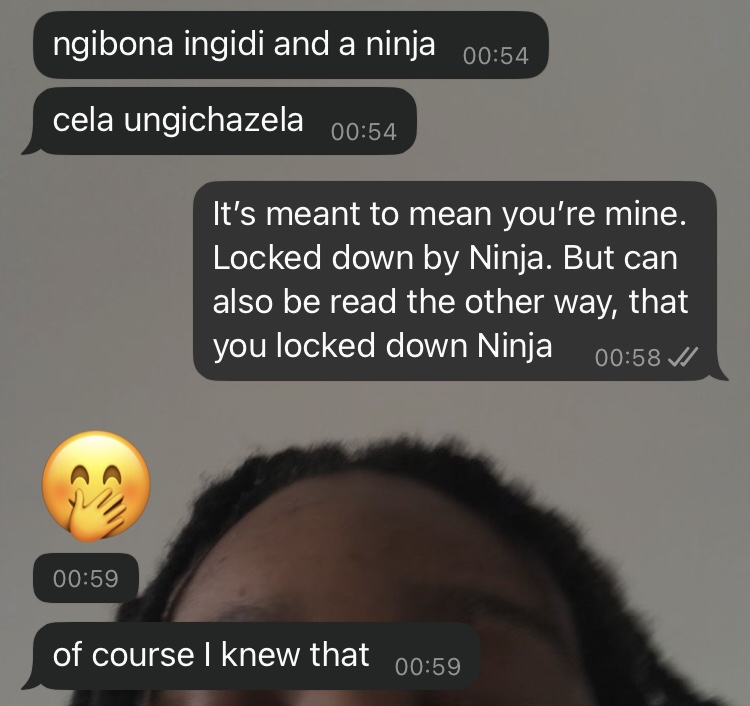 ngibona ingidi and a ninja 00:54
cela ungichazela 00:54
It’s meant to mean you’re mine.
Locked down by Ninja. But can
also be read the other way, that
you locked down Ninja 00:58
00:59
of course I knew that 00:59